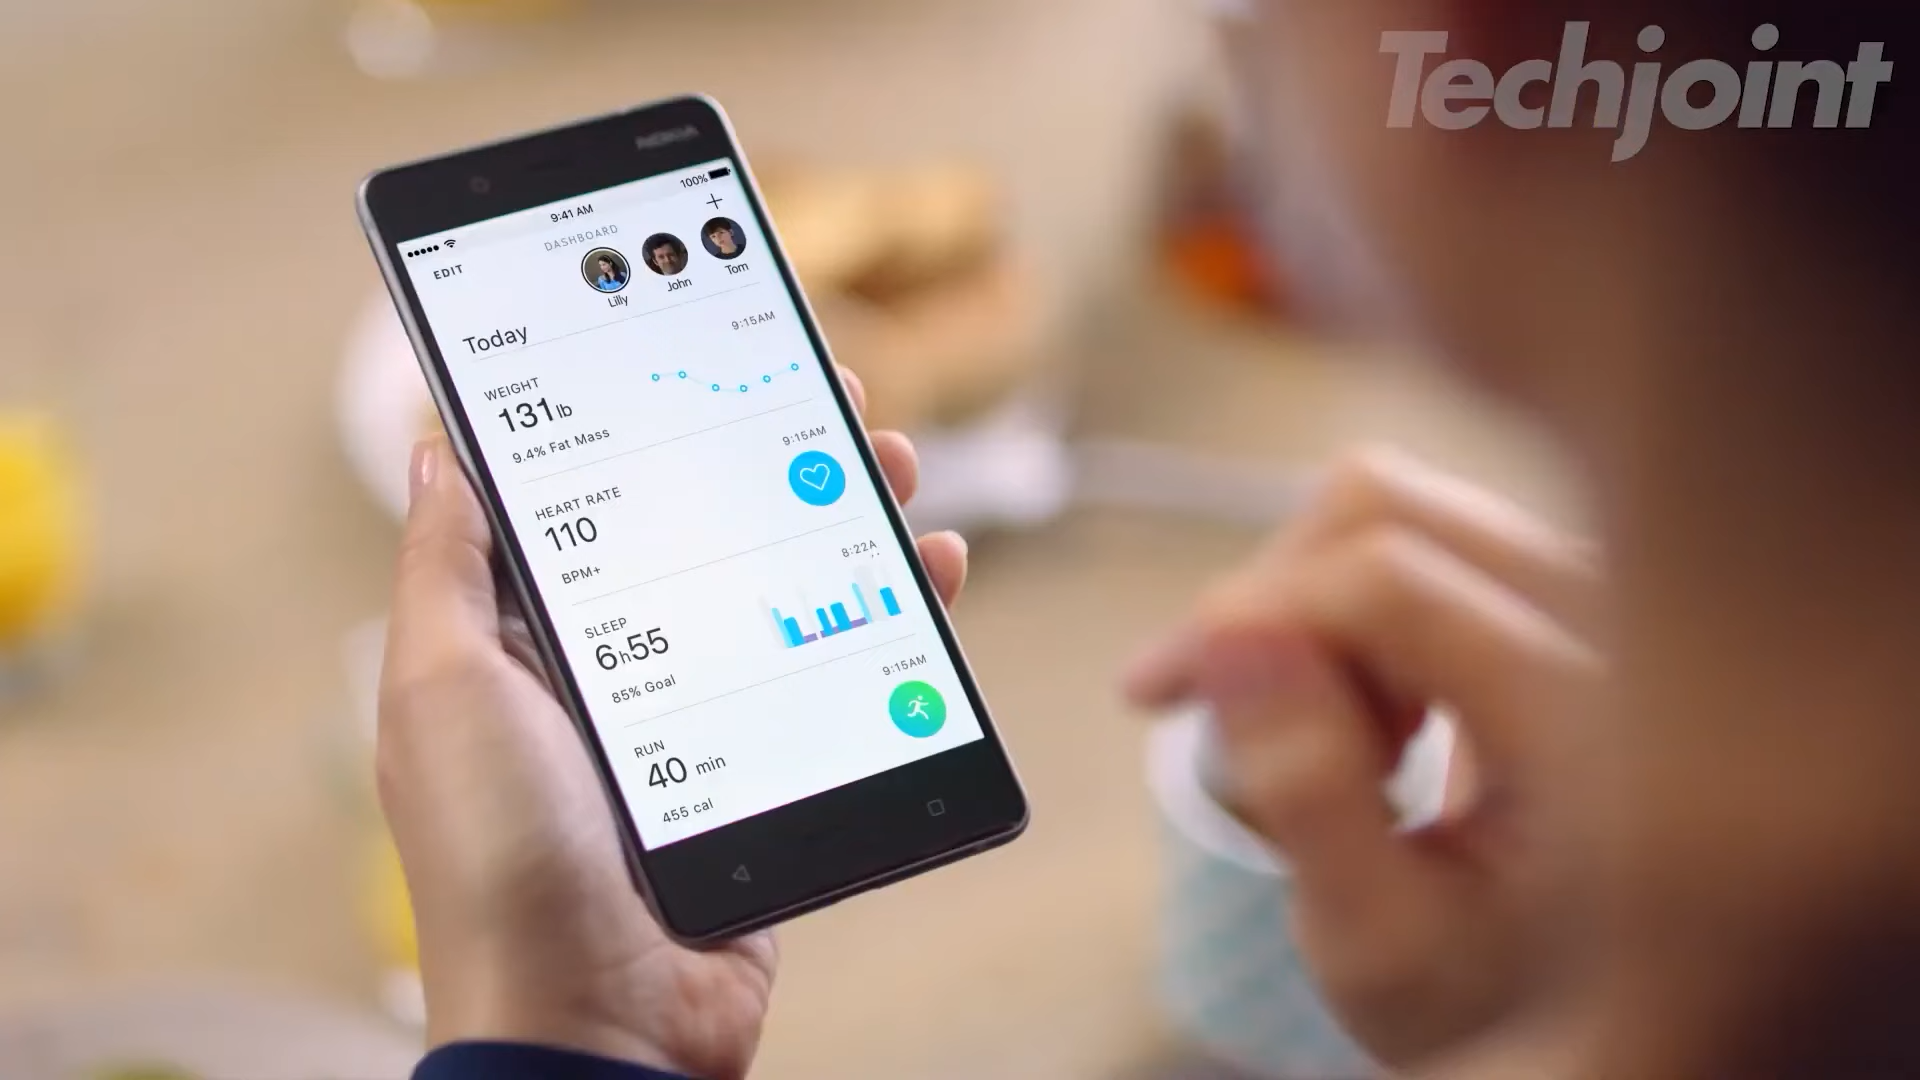 Techjoint
NOKIA
100%
9:41 AM
DASHBOARD
EDIT
Lilly
John
Tom
Today
9:15AM
WEIGHT
131lb
9.4% Fat Mass
9:15AM
HEART RATE
110
BPM+
8:22A
SLEEP
6h55
85% Goal
9:15AM
RUN
40 min
455 cal